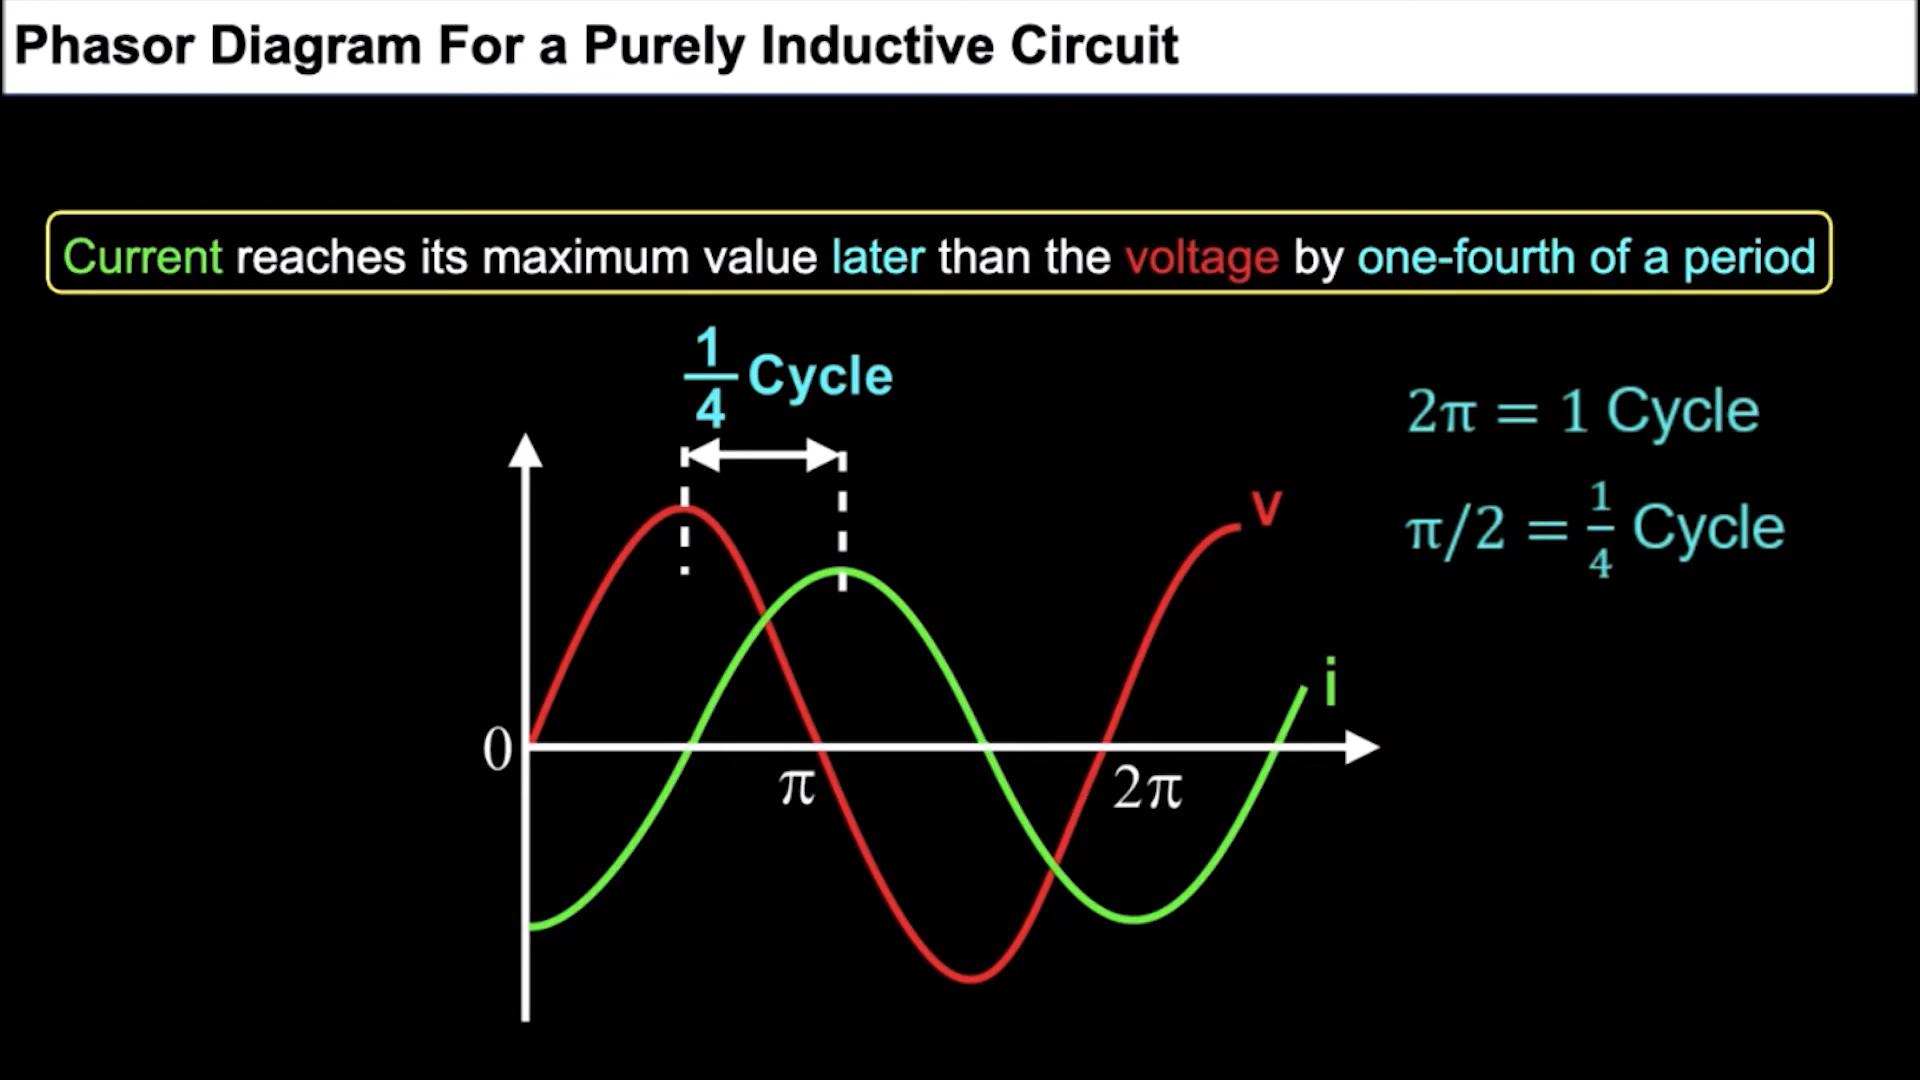 Phasor Diagram For a Purely Inductive Circuit
Current reaches its maximum value later than the voltage by one-fourth of a period
1/4 Cycle
2π = 1 Cycle
π/2 = 1/4 Cycle
v
i
0
π
2π